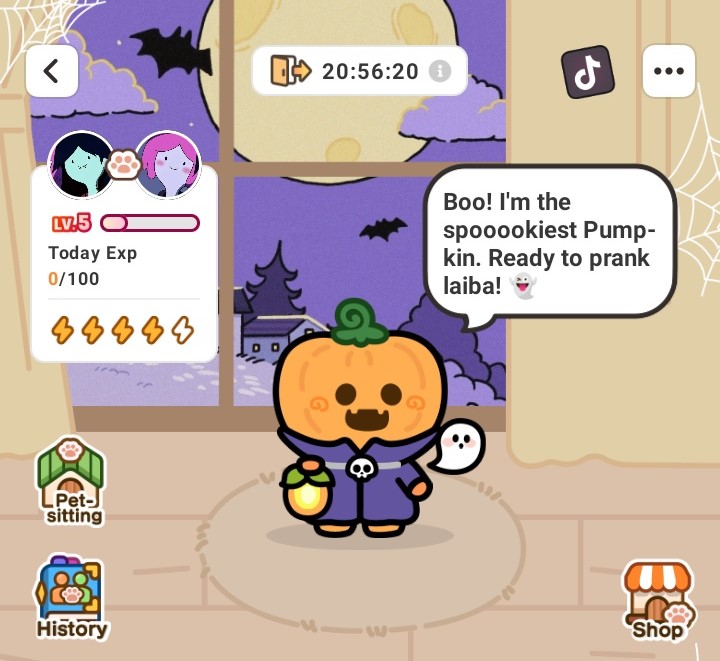 20:56:20
LV.5
Today Exp
0/100
Boo! I'm the
spooookiest Pump-
kin. Ready to prank
laiba! 👻
Pet-
sitting
History
Shop